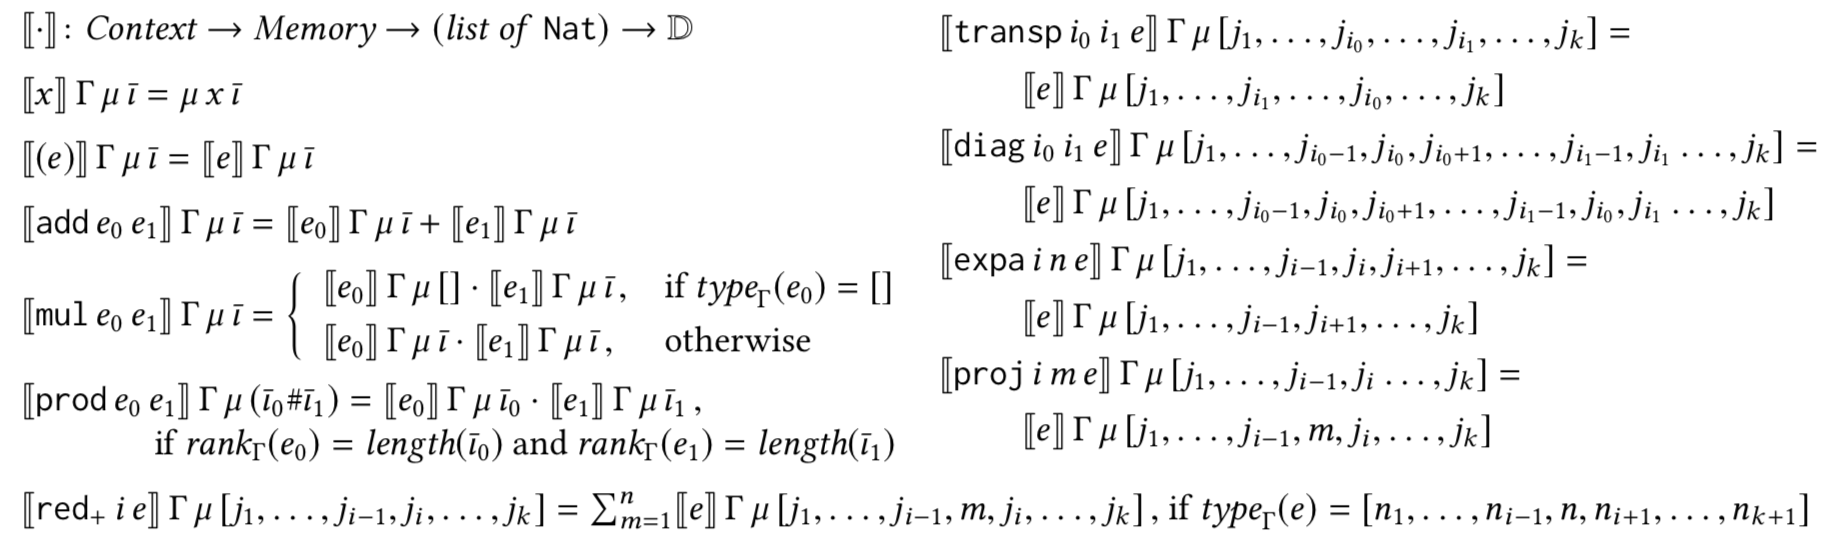 ⟦·⟧ : Context → Memory → (list of Nat) → 𝔻
⟦x⟧ Γ μ ī = μ x ī
⟦(e)⟧ Γ μ ī = ⟦e⟧ Γ μ ī
⟦add e₀ e₁⟧ Γ μ ī = ⟦e₀⟧ Γ μ ī + ⟦e₁⟧ Γ μ ī
⟦mul e₀ e₁⟧ Γ μ ī = { ⟦e₀⟧ Γ μ [] · ⟦e₁⟧ Γ μ ī, if type_Γ(e₀) = []
⟦e₀⟧ Γ μ ī · ⟦e₁⟧ Γ μ ī, otherwise
⟦prod e₀ e₁⟧ Γ μ (ī₀#ī₁) = ⟦e₀⟧ Γ μ ī₀ · ⟦e₁⟧ Γ μ ī₁ ,
if rank_Γ(e₀) = length(ī₀) and rank_Γ(e₁) = length(ī₁)
⟦transp i₀ i₁ e⟧ Γ μ [j₁, . . . , j_{i₀}, . . . , j_{i₁}, . . . , j_k] =
⟦e⟧ Γ μ [j₁, . . . , j_{i₁}, . . . , j_{i₀}, . . . , j_k]
⟦diag i₀ i₁ e⟧ Γ μ [j₁, . . . , j_{i₀−1}, j_{i₀}, j_{i₀+1}, . . . , j_{i₁−1}, j_{i₁} . . . , j_k] =
⟦e⟧ Γ μ [j₁, . . . , j_{i₀−1}, j_{i₀}, j_{i₀+1}, . . . , j_{i₁−1}, j_{i₀}, j_{i₁} . . . , j_k]
⟦expa i n e⟧ Γ μ [j₁, . . . , j_{i−1}, j_i, j_{i+1}, . . . , j_k] =
⟦e⟧ Γ μ [j₁, . . . , j_{i−1}, j_{i+1}, . . . , j_k]
⟦proj i m e⟧ Γ μ [j₁, . . . , j_{i−1}, j_i . . . , j_k] =
⟦e⟧ Γ μ [j₁, . . . , j_{i−1}, m, j_i, . . . , j_k]
⟦red₊ i e⟧ Γ μ [j₁, . . . , j_{i−1}, j_i, . . . , j_k] = ∑_{m=1}^{n} ⟦e⟧ Γ μ [j₁, . . . , j_{i−1}, m, j_i, . . . , j_k] , if type_Γ(e) = [n₁, . . . , n_{i−1}, n, n_{i+1}, . . . , n_{k+1}]